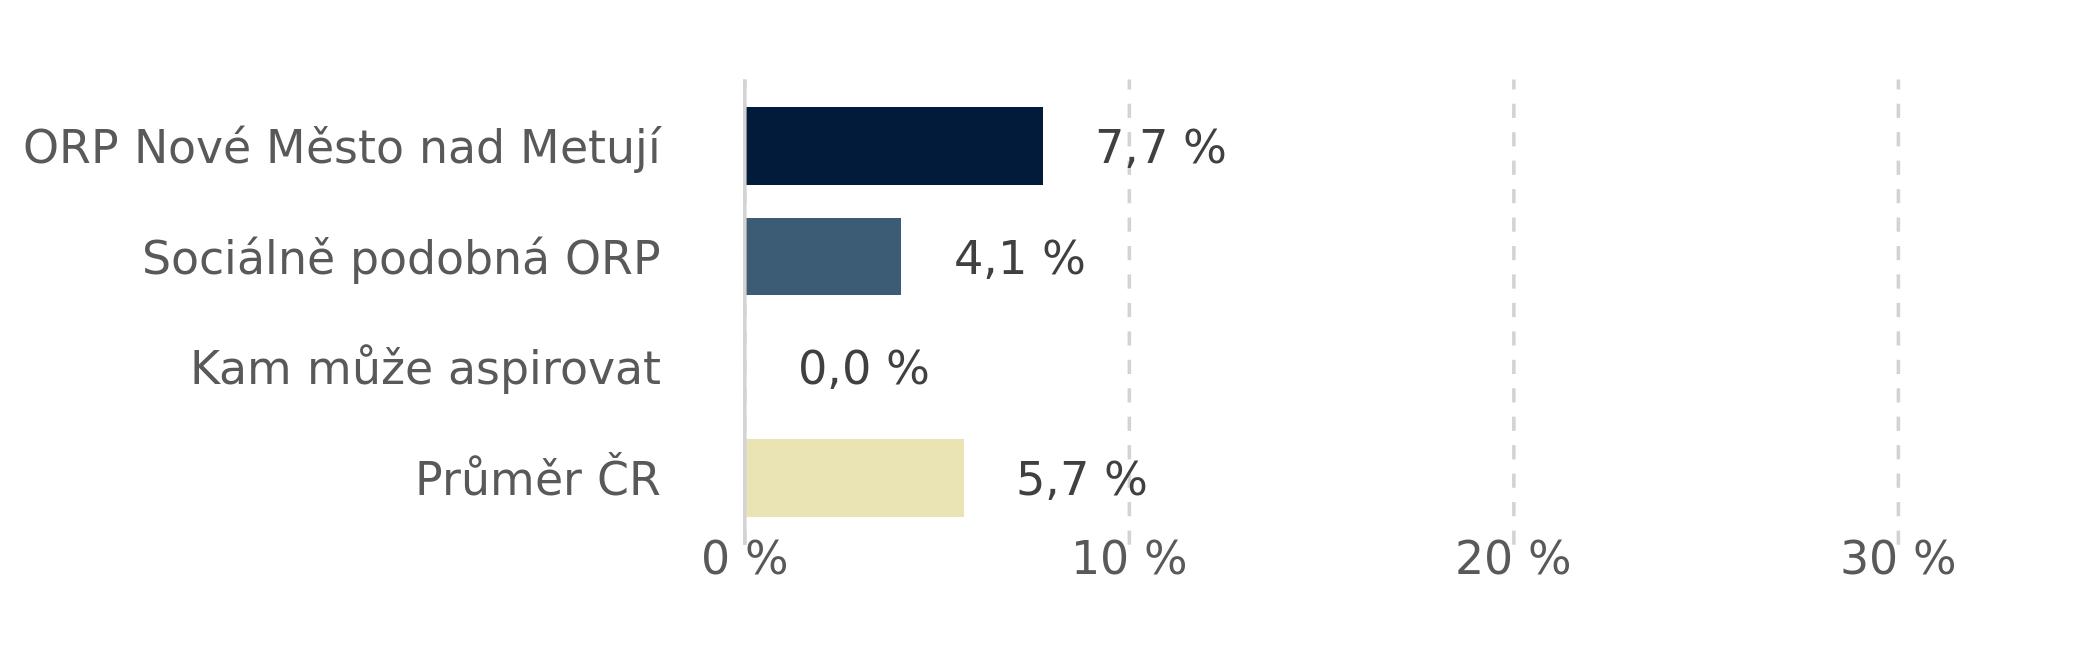 ORP Nové Město nad Metují 7,7 %
Sociálně podobná ORP 4,1 %
Kam může aspirovat 0,0 %
Průměr ČR 5,7 %
0 % 10 % 20 % 30 %